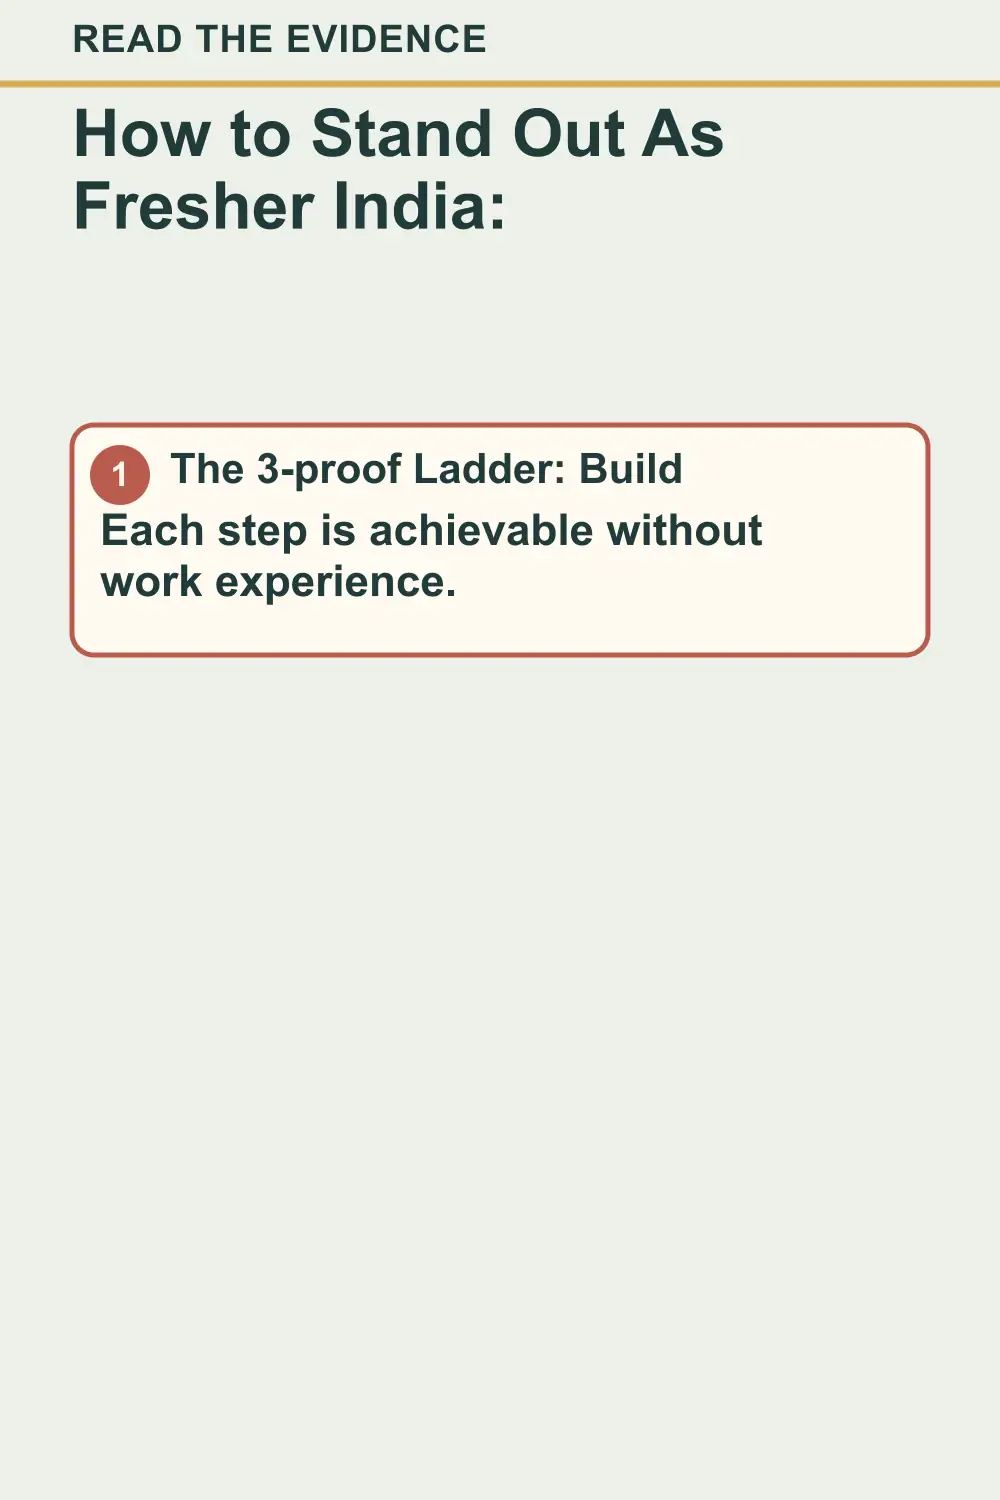 READ THE EVIDENCE
How to Stand Out As
Fresher India:
1 The 3-proof Ladder: Build
Each step is achievable without
work experience.